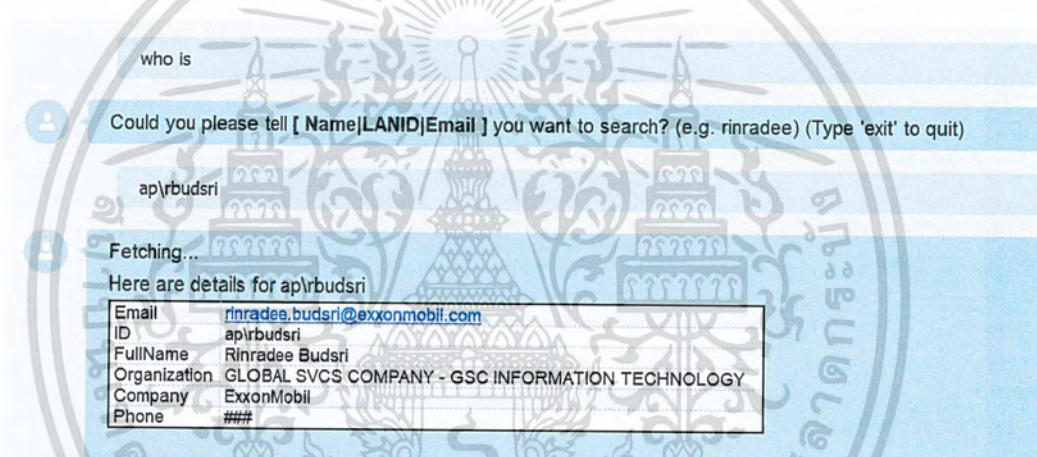 who is
Could you please tell [ Name|LANID|Email ] you want to search? (e.g. rinradee) (Type 'exit' to quit)
ap\rbudsri
Fetching...
Here are details for ap\rbudsri
Email rinradee.budsri@exxonmobil.com
ID ap\rbudsri
FullName Rinradee Budsri
Organization GLOBAL SVCS COMPANY - GSC INFORMATION TECHNOLOGY
Company ExxonMobil
Phone ###